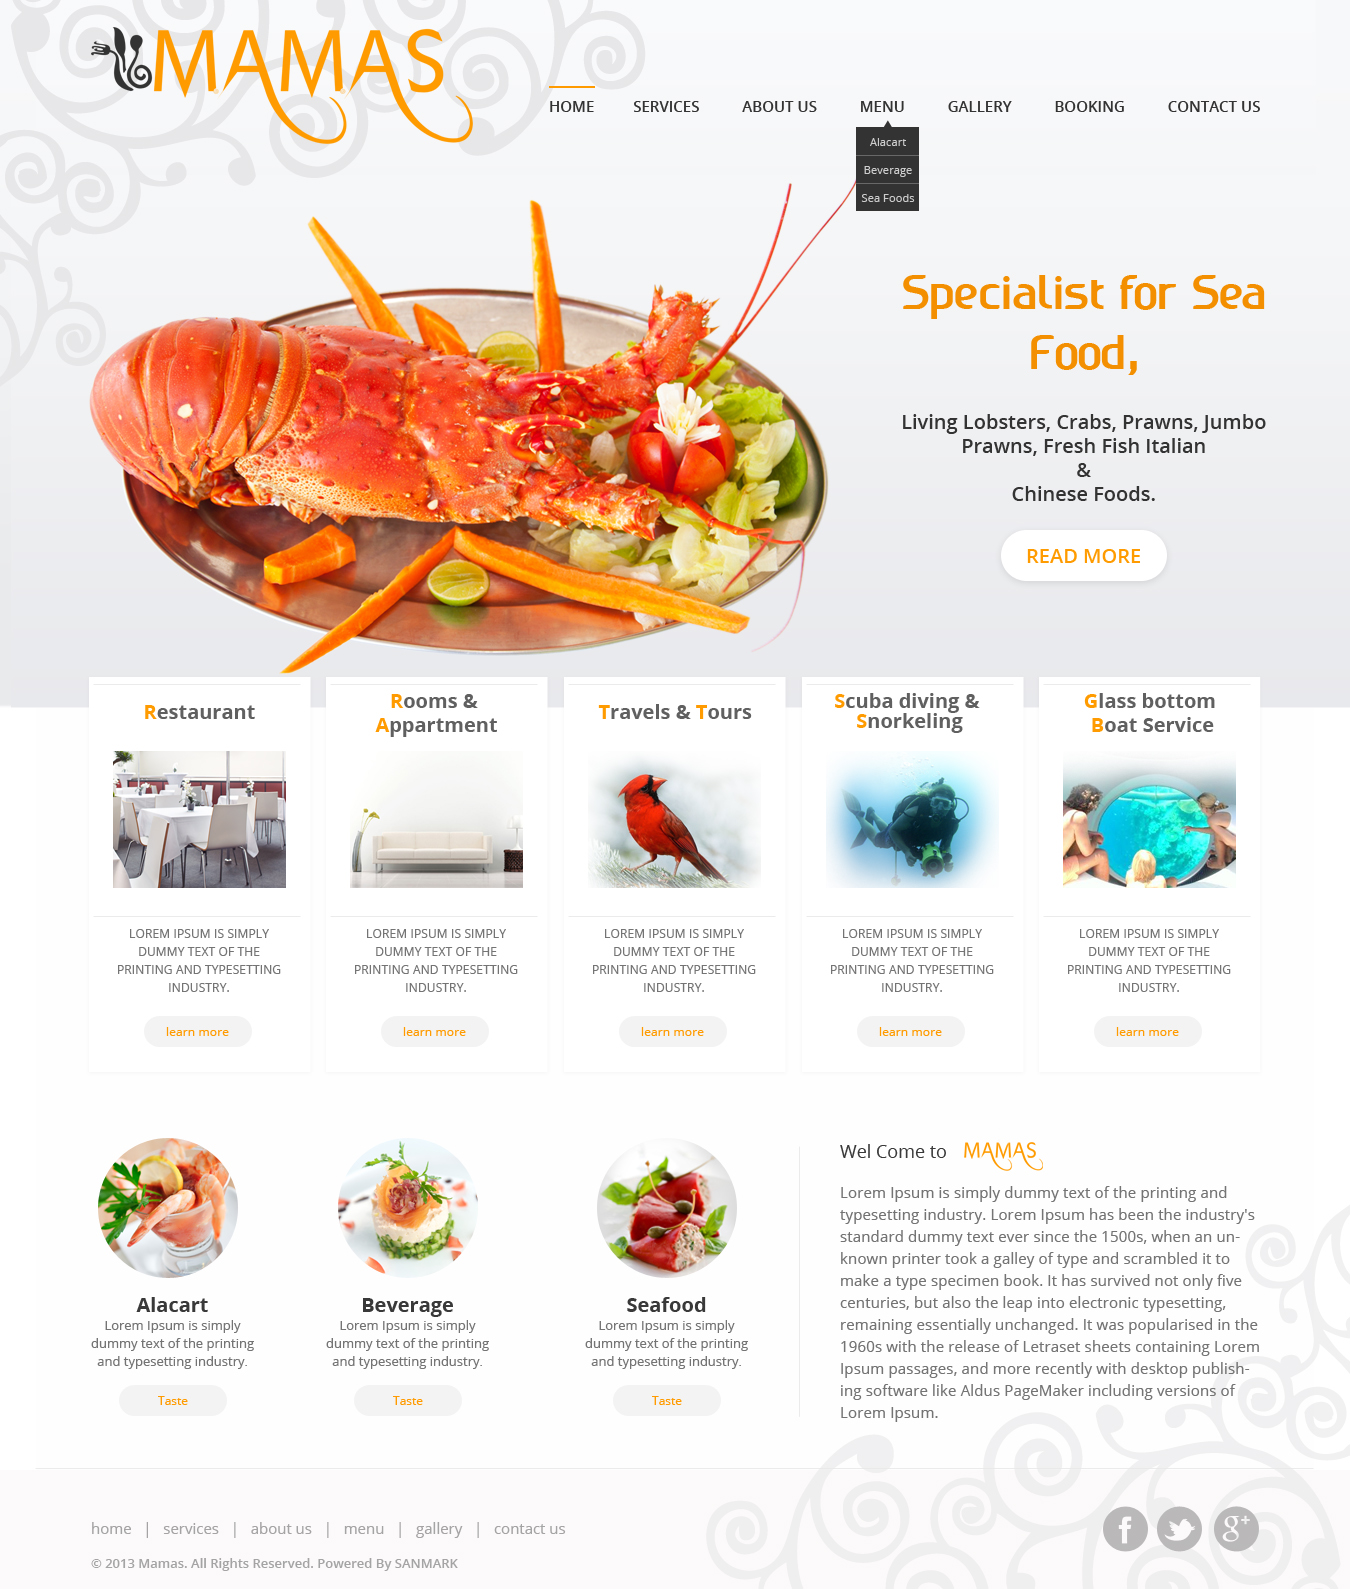 MAMAS
HOME SERVICES ABOUT US MENU GALLERY BOOKING CONTACT US
Alacart
Beverage
Sea Foods
Specialist for Sea
Food,
Living Lobsters, Crabs, Prawns, Jumbo
Prawns, Fresh Fish Italian
&
Chinese Foods.
READ MORE
Restaurant
LOREM IPSUM IS SIMPLY
DUMMY TEXT OF THE
PRINTING AND TYPESETTING
INDUSTRY.
learn more
Rooms &
Appartment
LOREM IPSUM IS SIMPLY
DUMMY TEXT OF THE
PRINTING AND TYPESETTING
INDUSTRY.
learn more
Travels & Tours
LOREM IPSUM IS SIMPLY
DUMMY TEXT OF THE
PRINTING AND TYPESETTING
INDUSTRY.
learn more
Scuba diving &
Snorkeling
LOREM IPSUM IS SIMPLY
DUMMY TEXT OF THE
PRINTING AND TYPESETTING
INDUSTRY.
learn more
Glass bottom
Boat Service
LOREM IPSUM IS SIMPLY
DUMMY TEXT OF THE
PRINTING AND TYPESETTING
INDUSTRY.
learn more
Alacart
Lorem Ipsum is simply
dummy text of the printing
and typesetting industry.
Taste
Beverage
Lorem Ipsum is simply
dummy text of the printing
and typesetting industry.
Taste
Seafood
Lorem Ipsum is simply
dummy text of the printing
and typesetting industry.
Taste
Wel Come to MAMAS
Lorem Ipsum is simply dummy text of the printing and
typesetting industry. Lorem Ipsum has been the industry's
standard dummy text ever since the 1500s, when an un-
known printer took a galley of type and scrambled it to
make a type specimen book. It has survived not only five
centuries, but also the leap into electronic typesetting,
remaining essentially unchanged. It was popularised in the
1960s with the release of Letraset sheets containing Lorem
Ipsum passages, and more recently with desktop publish-
ing software like Aldus PageMaker including versions of
Lorem Ipsum.
home | services | about us | menu | gallery | contact us
© 2013 Mamas. All Rights Reserved. Powered By SANMARK
f g+